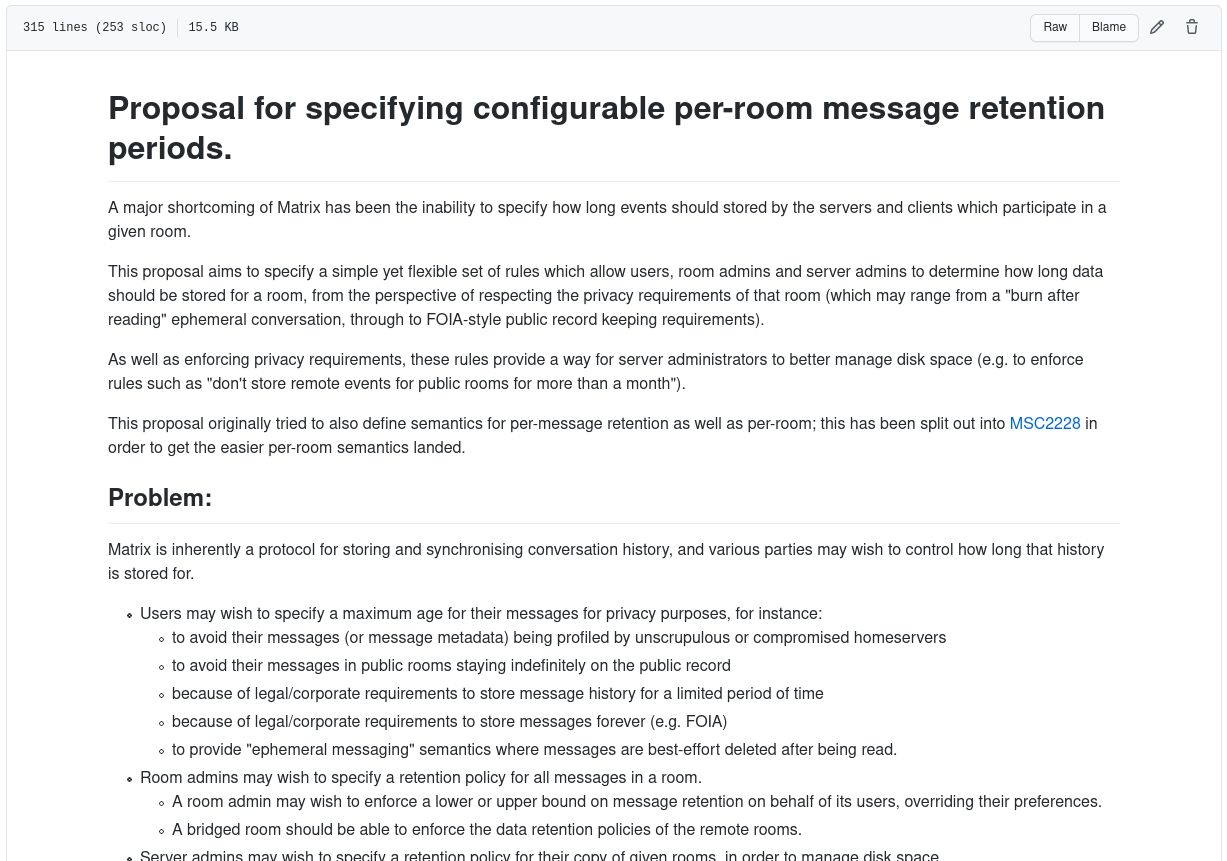 315 lines (253 sloc) 15.5 KB
Raw Blame
Proposal for specifying configurable per-room message retention
periods.
A major shortcoming of Matrix has been the inability to specify how long events should stored by the servers and clients which participate in a
given room.
This proposal aims to specify a simple yet flexible set of rules which allow users, room admins and server admins to determine how long data
should be stored for a room, from the perspective of respecting the privacy requirements of that room (which may range from a "burn after
reading" ephemeral conversation, through to FOIA-style public record keeping requirements).
As well as enforcing privacy requirements, these rules provide a way for server administrators to better manage disk space (e.g. to enforce
rules such as "don't store remote events for public rooms for more than a month").
This proposal originally tried to also define semantics for per-message retention as well as per-room; this has been split out into MSC2228 in
order to get the easier per-room semantics landed.
Problem:
Matrix is inherently a protocol for storing and synchronising conversation history, and various parties may wish to control how long that history
is stored for.
Users may wish to specify a maximum age for their messages for privacy purposes, for instance:
to avoid their messages (or message metadata) being profiled by unscrupulous or compromised homeservers
to avoid their messages in public rooms staying indefinitely on the public record
because of legal/corporate requirements to store message history for a limited period of time
because of legal/corporate requirements to store messages forever (e.g. FOIA)
to provide "ephemeral messaging" semantics where messages are best-effort deleted after being read.
Room admins may wish to specify a retention policy for all messages in a room.
A room admin may wish to enforce a lower or upper bound on message retention on behalf of its users, overriding their preferences.
A bridged room should be able to enforce the data retention policies of the remote rooms.
Server admins may wish to specify a retention policy for their copy of given rooms, in order to manage disk space.